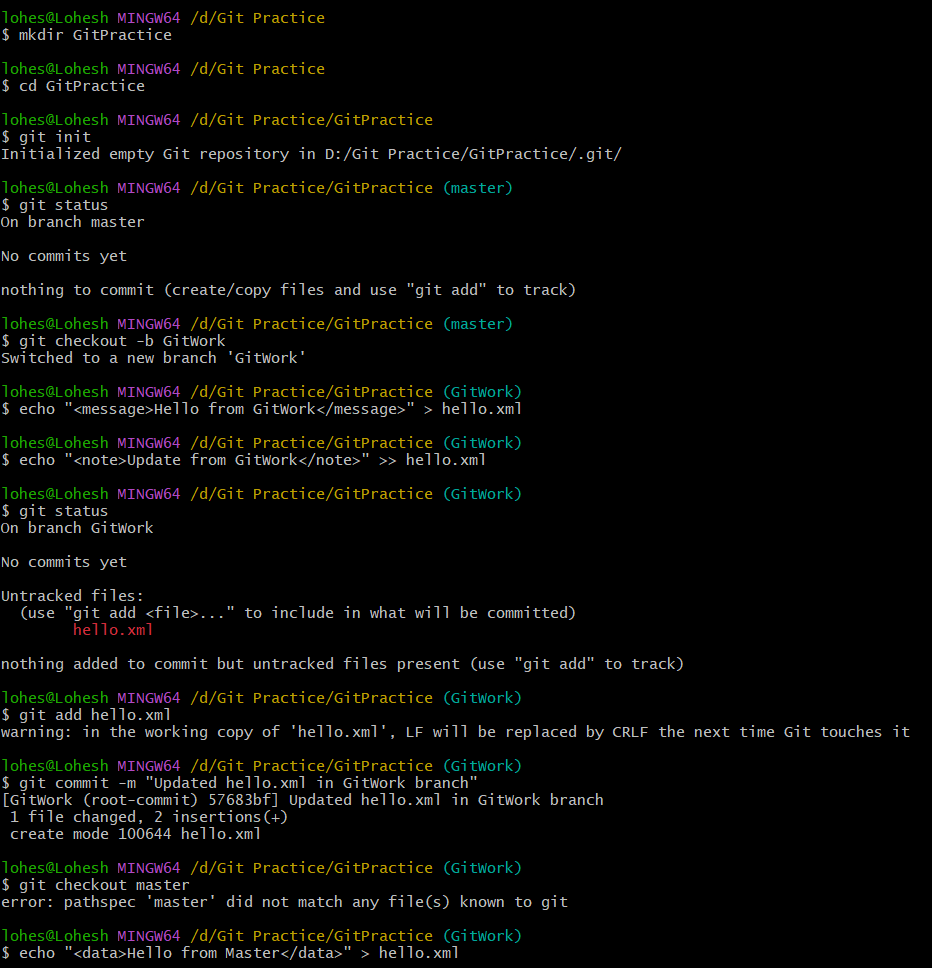 lohes@Lohesh MINGW64 /d/Git Practice
$ mkdir GitPractice
lohes@Lohesh MINGW64 /d/Git Practice
$ cd GitPractice
lohes@Lohesh MINGW64 /d/Git Practice/GitPractice
$ git init
Initialized empty Git repository in D:/Git Practice/GitPractice/.git/
lohes@Lohesh MINGW64 /d/Git Practice/GitPractice (master)
$ git status
On branch master
No commits yet
nothing to commit (create/copy files and use "git add" to track)
lohes@Lohesh MINGW64 /d/Git Practice/GitPractice (master)
$ git checkout -b GitWork
Switched to a new branch 'GitWork'
lohes@Lohesh MINGW64 /d/Git Practice/GitPractice (GitWork)
$ echo "<message>Hello from GitWork</message>" > hello.xml
lohes@Lohesh MINGW64 /d/Git Practice/GitPractice (GitWork)
$ echo "<note>Update from GitWork</note>" >> hello.xml
lohes@Lohesh MINGW64 /d/Git Practice/GitPractice (GitWork)
$ git status
On branch GitWork
No commits yet
Untracked files:
  (use "git add <file>..." to include in what will be committed)
        hello.xml
nothing added to commit but untracked files present (use "git add" to track)
lohes@Lohesh MINGW64 /d/Git Practice/GitPractice (GitWork)
$ git add hello.xml
warning: in the working copy of 'hello.xml', LF will be replaced by CRLF the next time Git touches it
lohes@Lohesh MINGW64 /d/Git Practice/GitPractice (GitWork)
$ git commit -m "Updated hello.xml in GitWork branch"
[GitWork (root-commit) 57683bf] Updated hello.xml in GitWork branch
 1 file changed, 2 insertions(+)
 create mode 100644 hello.xml
lohes@Lohesh MINGW64 /d/Git Practice/GitPractice (GitWork)
$ git checkout master
error: pathspec 'master' did not match any file(s) known to git
lohes@Lohesh MINGW64 /d/Git Practice/GitPractice (GitWork)
$ echo "<data>Hello from Master</data>" > hello.xml